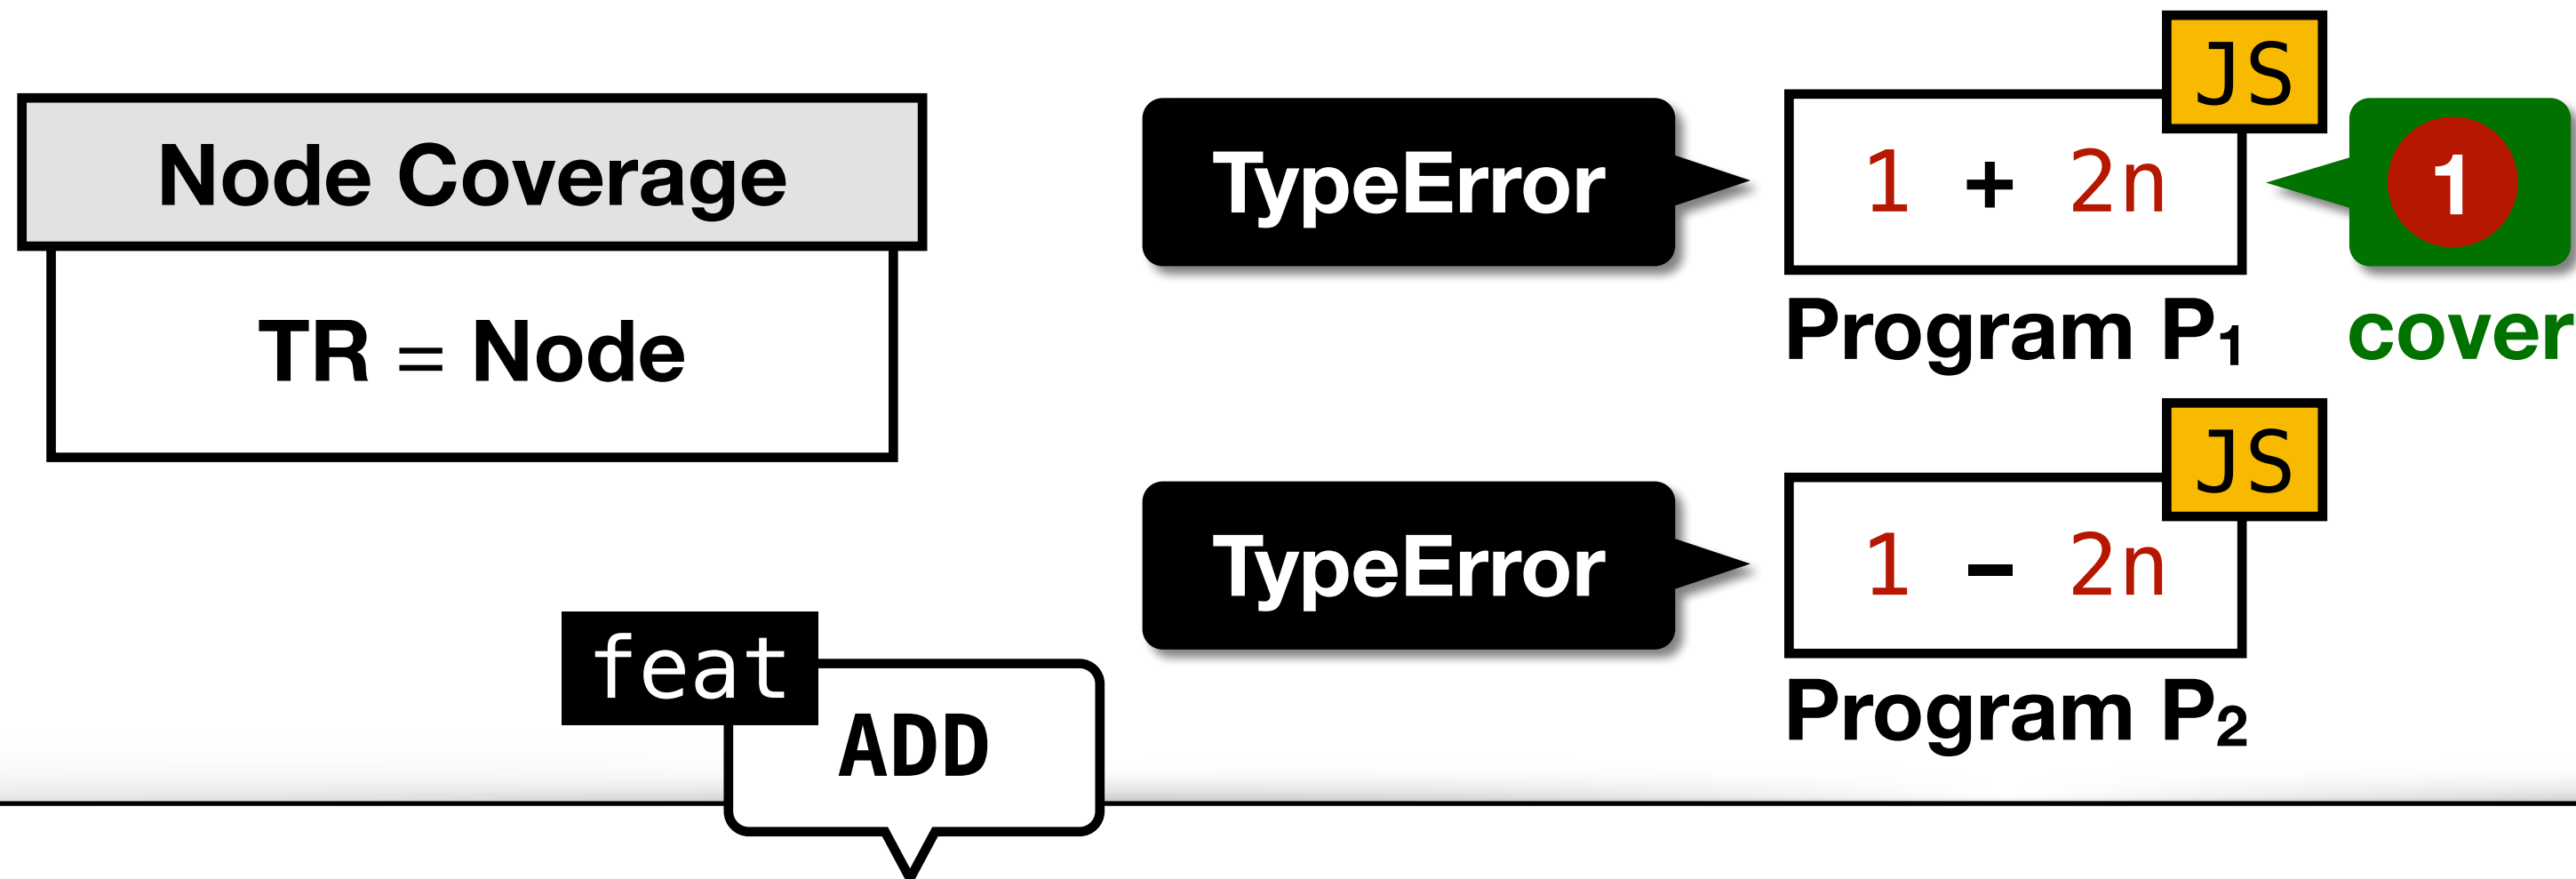 Node Coverage
TR = Node
TypeError
JS
1 + 2n
1
Program P₁
cover
TypeError
JS
1 - 2n
Program P₂
feat
ADD